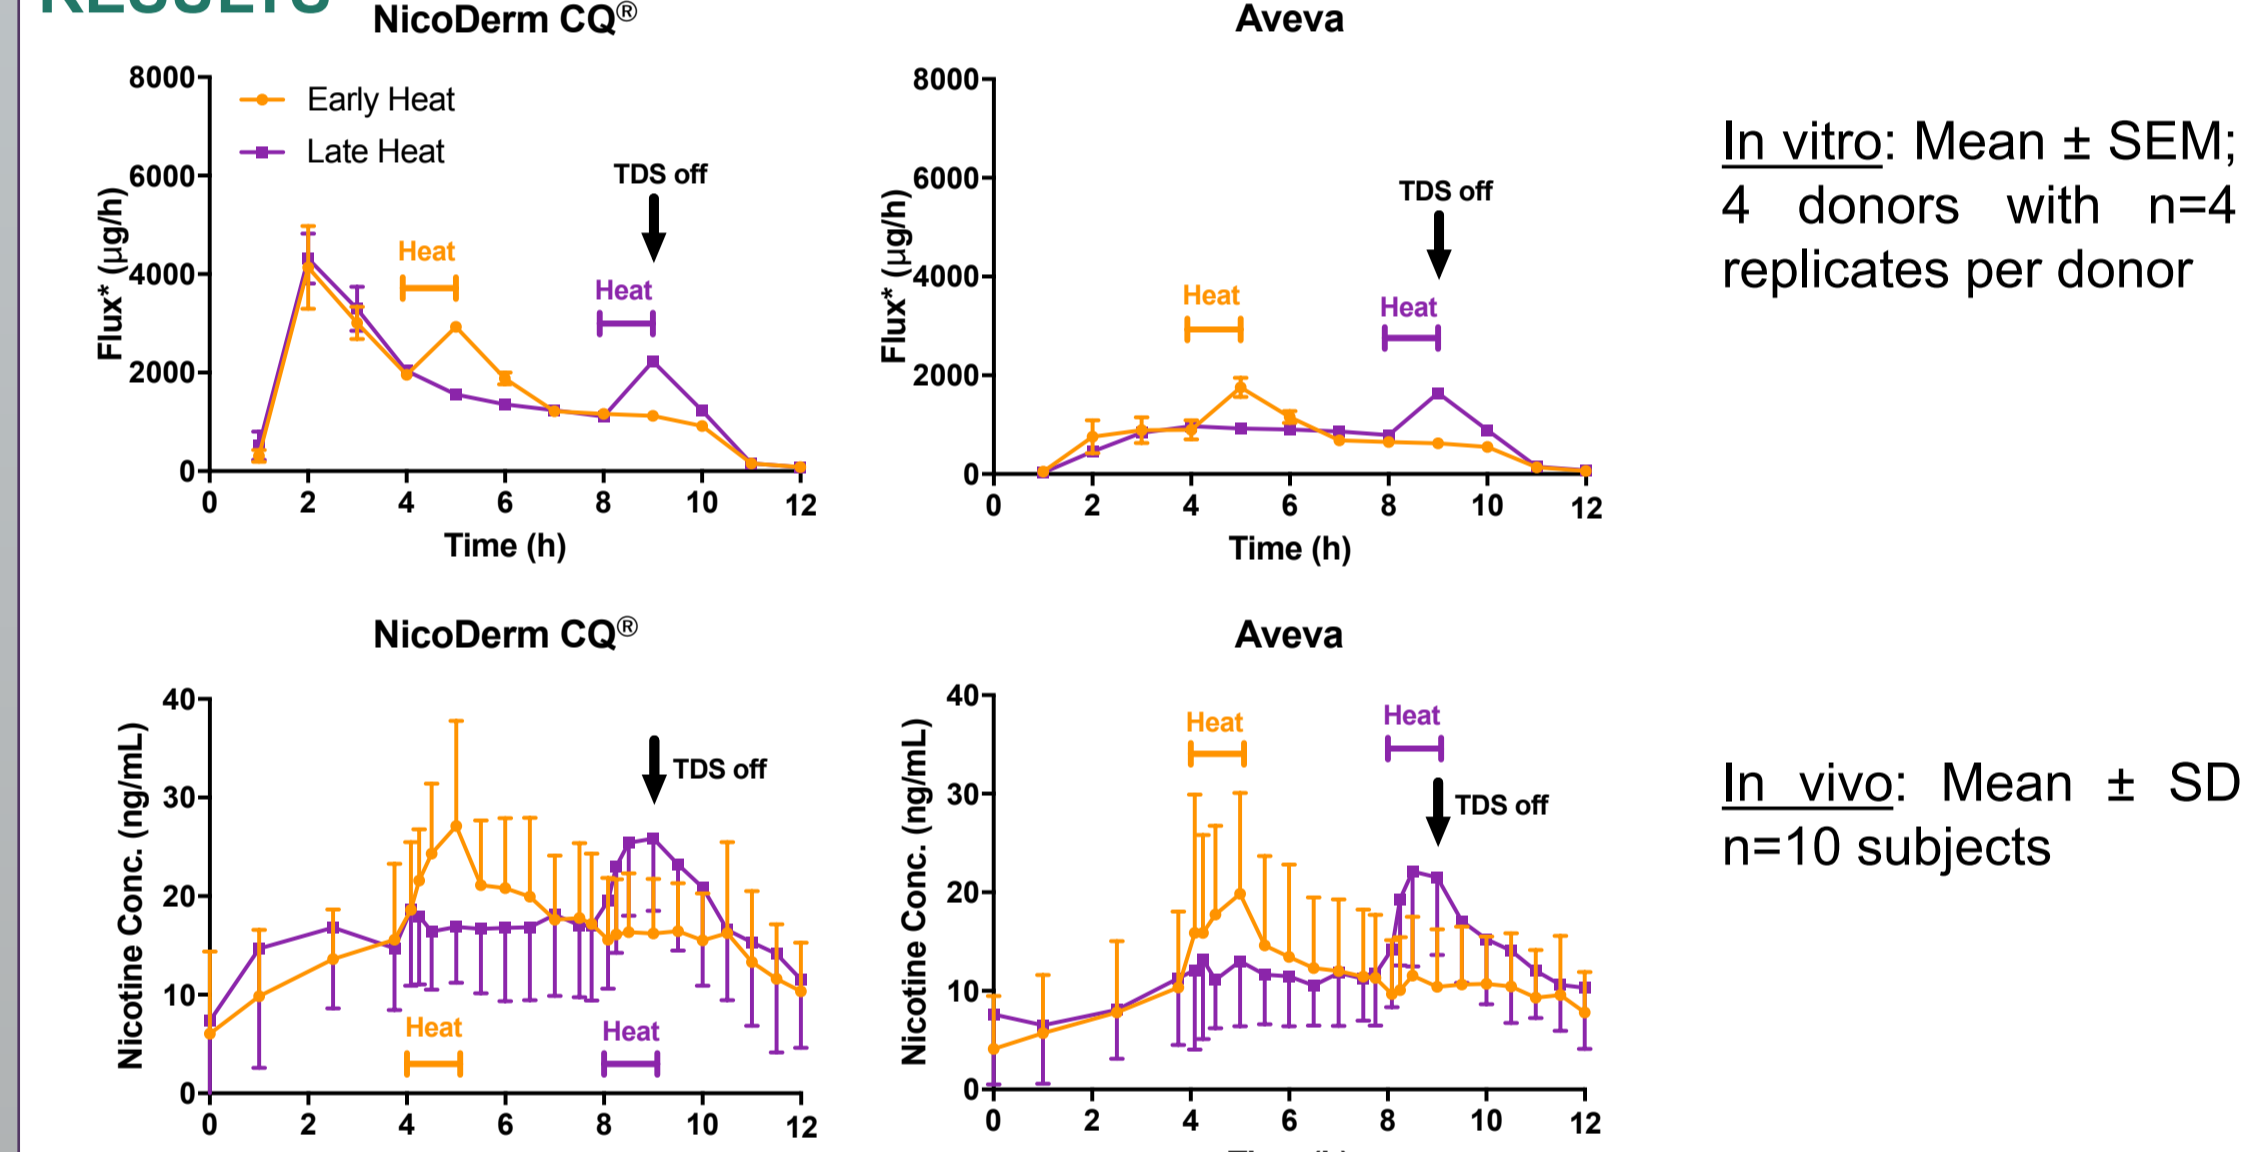 RESULTS
NicoDerm CQ®
8000
6000
4000
2000
0
Flux* (µg/h)
Early Heat
Late Heat
Heat
Heat
TDS off
0 2 4 6 8 10 12
Time (h)
Aveva
8000
6000
4000
2000
0
Flux* (µg/h)
Heat
Heat
TDS off
0 2 4 6 8 10 12
Time (h)
In vitro: Mean ± SEM;
4 donors with n=4
replicates per donor
NicoDerm CQ®
40
30
20
10
0
Nicotine Conc. (ng/mL)
TDS off
Heat
Heat
0 2 4 6 8 10 12
Aveva
40
30
20
10
0
Nicotine Conc. (ng/mL)
Heat
Heat
TDS off
0 2 4 6 8 10 12
In vivo: Mean ± SD
n=10 subjects